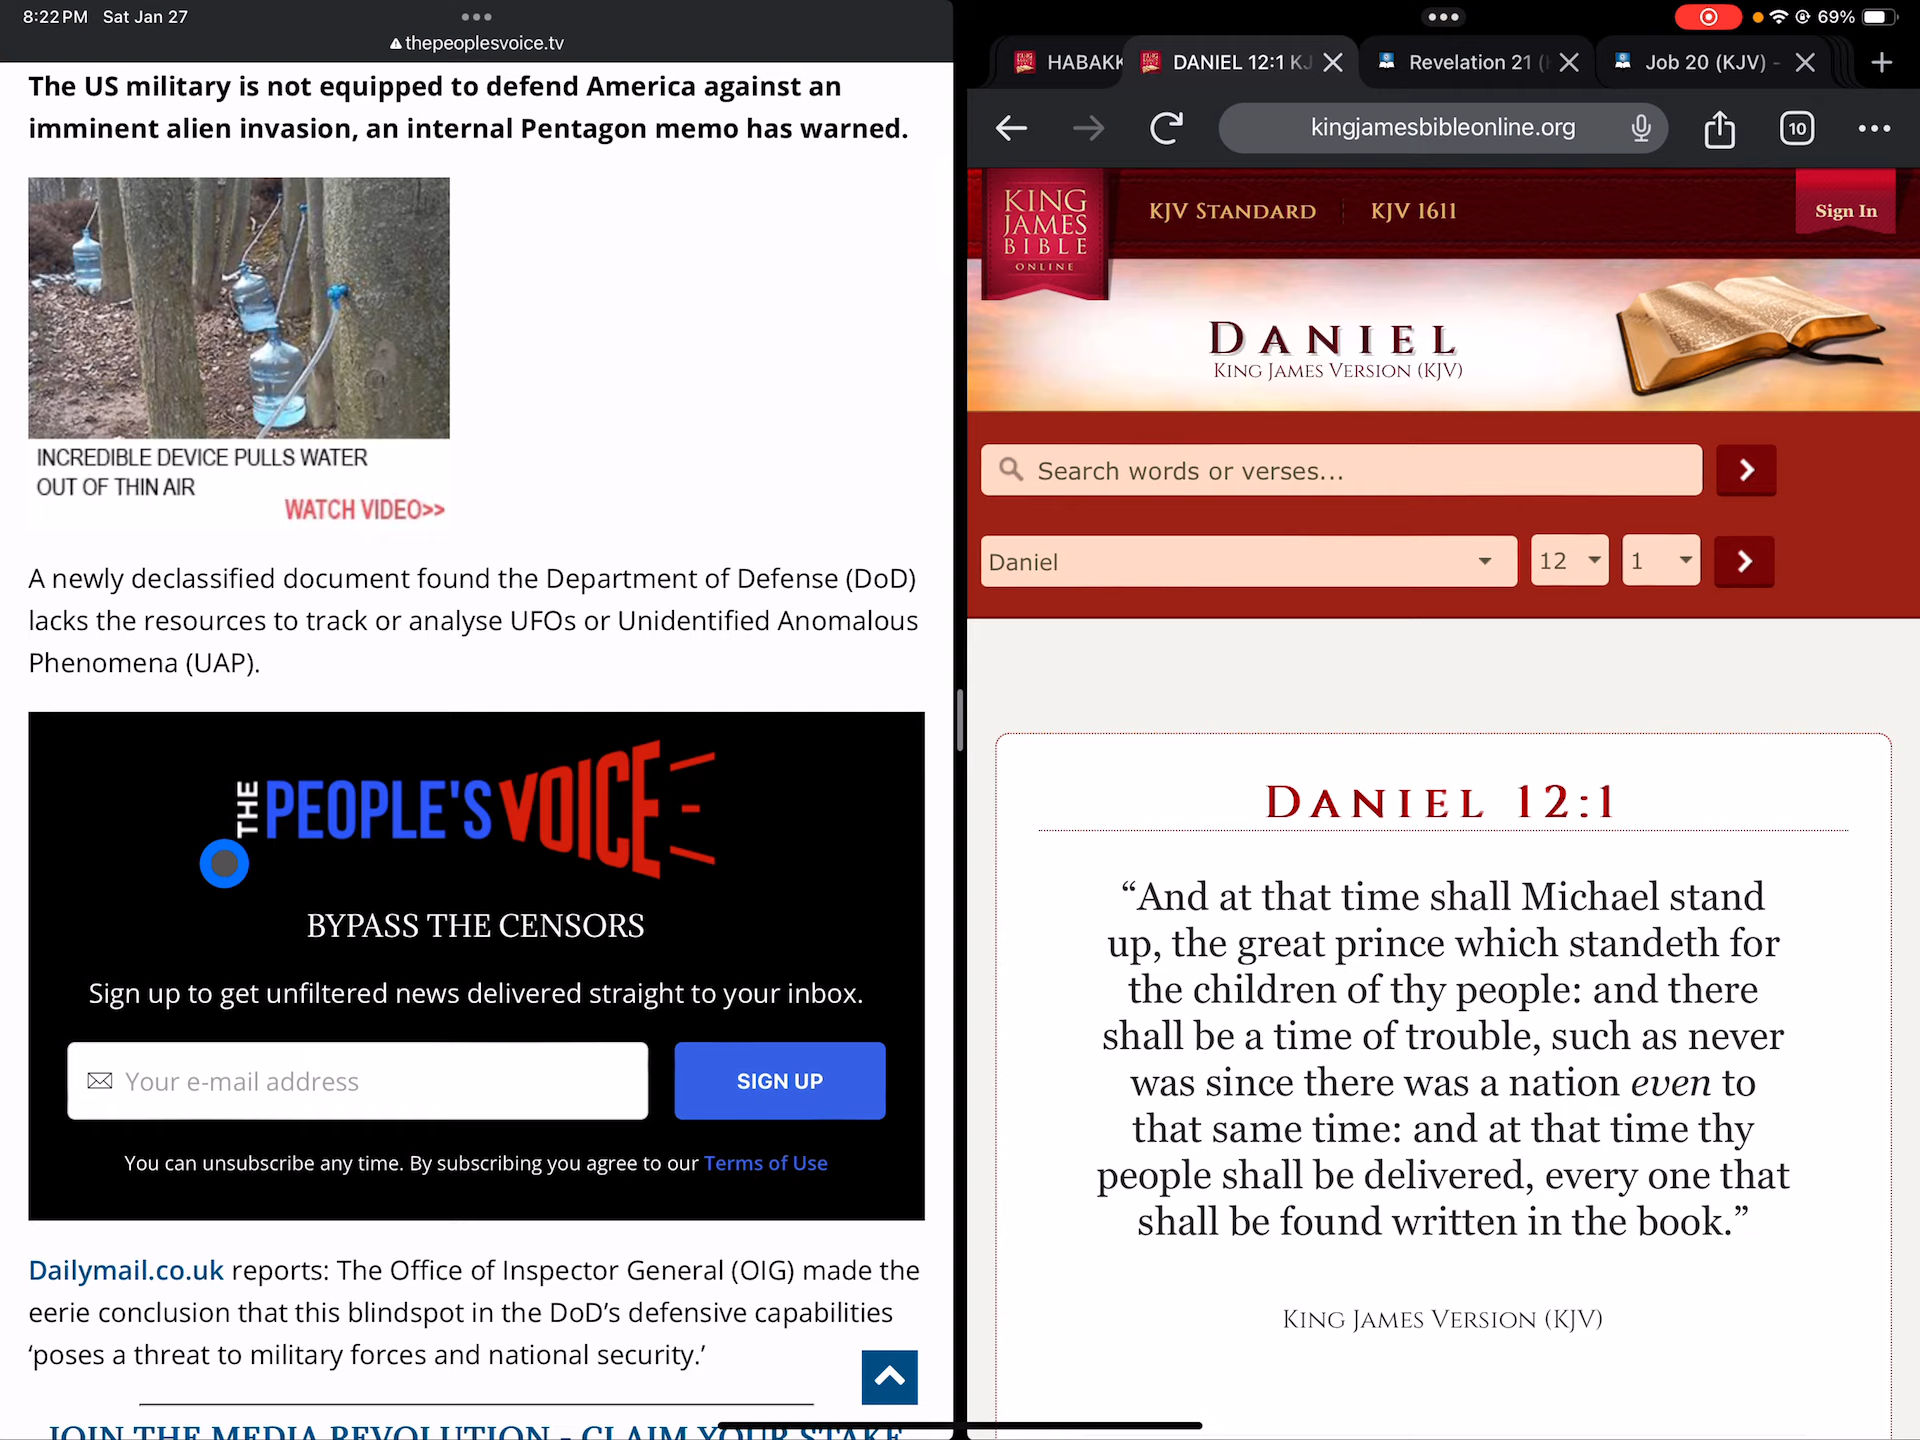 8:22 PM Sat Jan 27
thepeoplesvoice.tv
The US military is not equipped to defend America against an
imminent alien invasion, an internal Pentagon memo has warned.
INCREDIBLE DEVICE PULLS WATER
OUT OF THIN AIR
WATCH VIDEO>>
A newly declassified document found the Department of Defense (DoD)
lacks the resources to track or analyse UFOs or Unidentified Anomalous
Phenomena (UAP).
THE PEOPLE'S VOICE
BYPASS THE CENSORS
Sign up to get unfiltered news delivered straight to your inbox.
Your e-mail address
SIGN UP
You can unsubscribe any time. By subscribing you agree to our Terms of Use
Dailymail.co.uk reports: The Office of Inspector General (OIG) made the
eerie conclusion that this blindspot in the DoD’s defensive capabilities
‘poses a threat to military forces and national security.’
JOIN THE MEDIA REVOLUTION - CLAIM YOUR STAKE
69%
HABAKK
DANIEL 12:1 KJ
Revelation 21 (
Job 20 (KJV) -
kingjamesbibleonline.org
10
KING
JAMES
BIBLE
ONLINE
KJV STANDARD
KJV 1611
Sign In
DANIEL
KING JAMES VERSION (KJV)
Search words or verses...
Daniel
12
1
DANIEL 12:1
“And at that time shall Michael stand
up, the great prince which standeth for
the children of thy people: and there
shall be a time of trouble, such as never
was since there was a nation even to
that same time: and at that time thy
people shall be delivered, every one that
shall be found written in the book.”
KING JAMES VERSION (KJV)